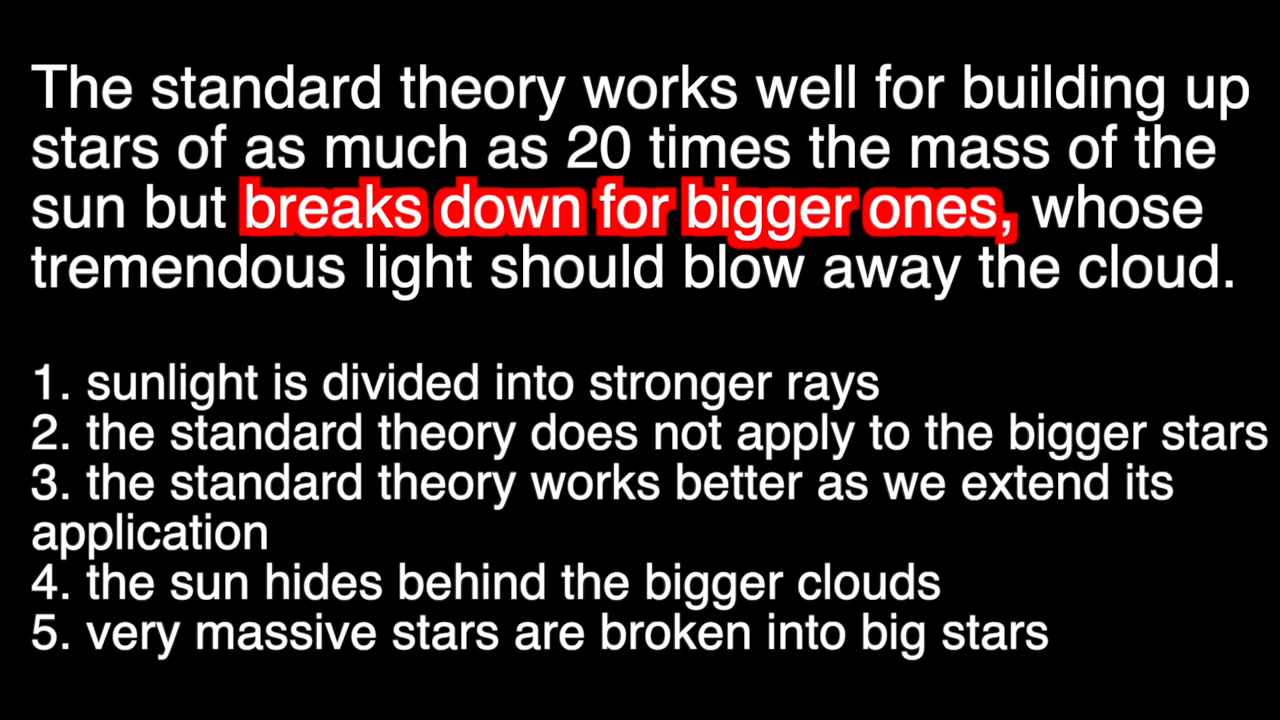 The standard theory works well for building up
stars of as much as 20 times the mass of the
sun but breaks down for bigger ones, whose
tremendous light should blow away the cloud.
1. sunlight is divided into stronger rays
2. the standard theory does not apply to the bigger stars
3. the standard theory works better as we extend its
application
4. the sun hides behind the bigger clouds
5. very massive stars are broken into big stars